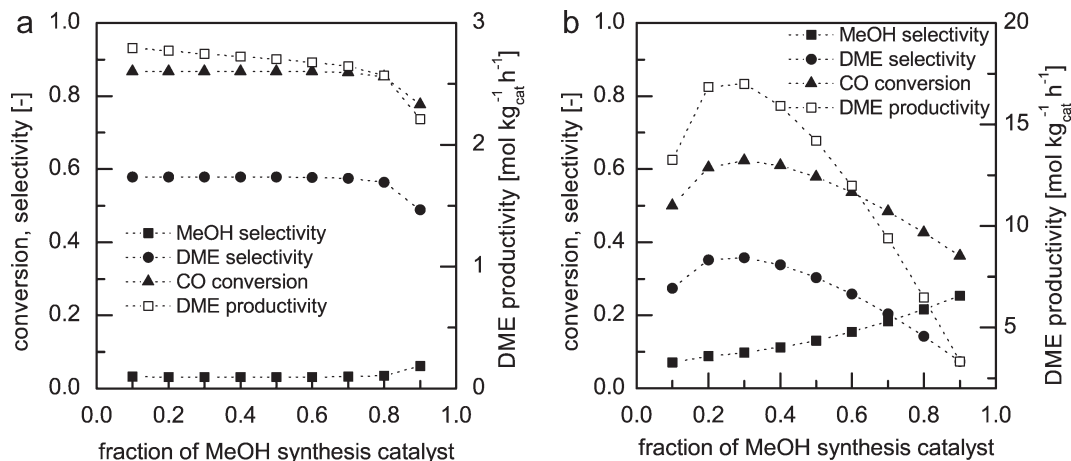 a
1.0
0.8
0.6
0.4
0.2
0.0
conversion, selectivity [-]
MeOH selectivity
DME selectivity
CO conversion
DME productivity
3
2
1
0
DME productivity [mol kg⁻¹cat h⁻¹]
0.0 0.2 0.4 0.6 0.8 1.0
fraction of MeOH synthesis catalyst
b
1.0
0.8
0.6
0.4
0.2
0.0
conversion, selectivity [-]
MeOH selectivity
DME selectivity
CO conversion
DME productivity
20
15
10
5
DME productivity [mol kg⁻¹cat h⁻¹]
0.0 0.2 0.4 0.6 0.8 1.0
fraction of MeOH synthesis catalyst